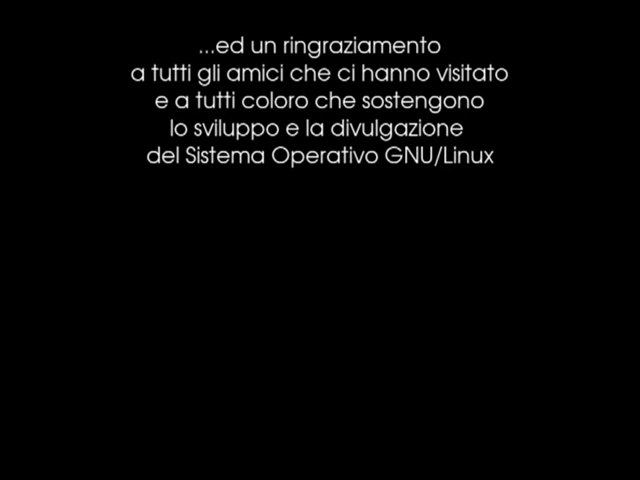 ...ed un ringraziamento
a tutti gli amici che ci hanno visitato
e a tutti coloro che sostengono
lo sviluppo e la divulgazione
del Sistema Operativo GNU/Linux